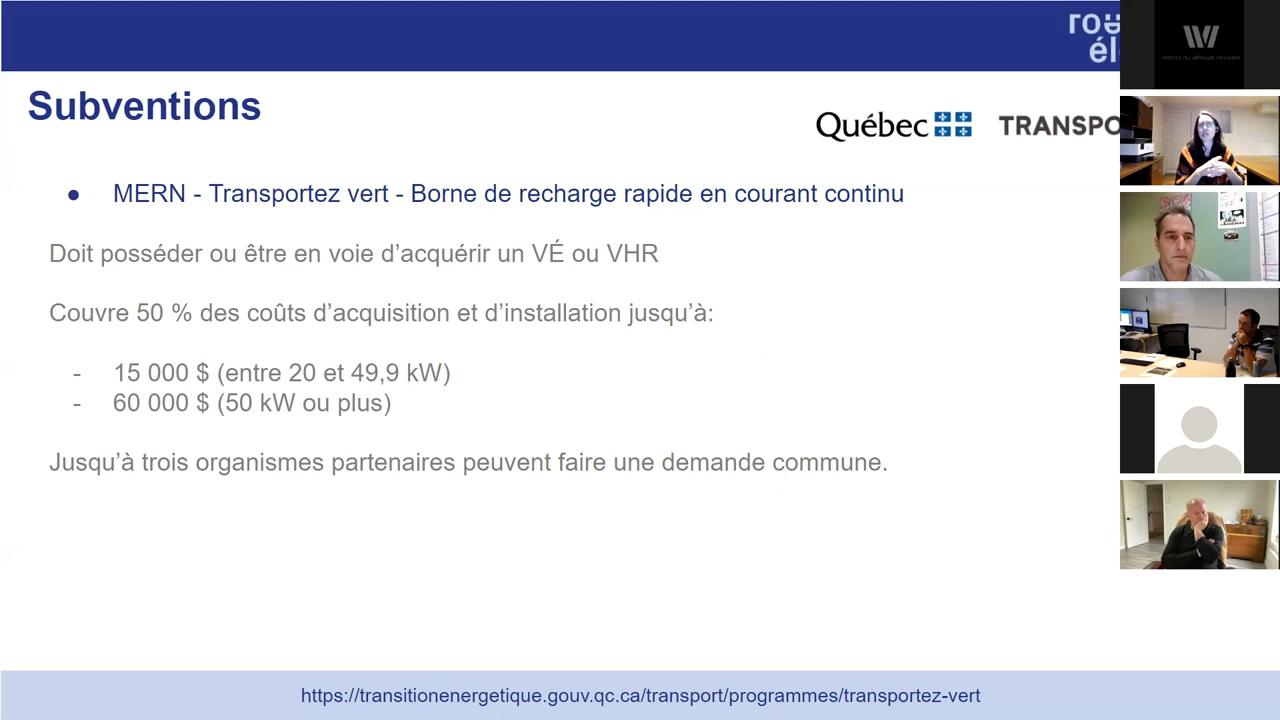 Subventions
Québec
TRANSPO
● MERN - Transportez vert - Borne de recharge rapide en courant continu
Doit posséder ou être en voie d’acquérir un VÉ ou VHR
Couvre 50 % des coûts d’acquisition et d’installation jusqu’à:
- 15 000 $ (entre 20 et 49,9 kW)
- 60 000 $ (50 kW ou plus)
Jusqu’à trois organismes partenaires peuvent faire une demande commune.
https://transitionenergetique.gouv.qc.ca/transport/programmes/transportez-vert